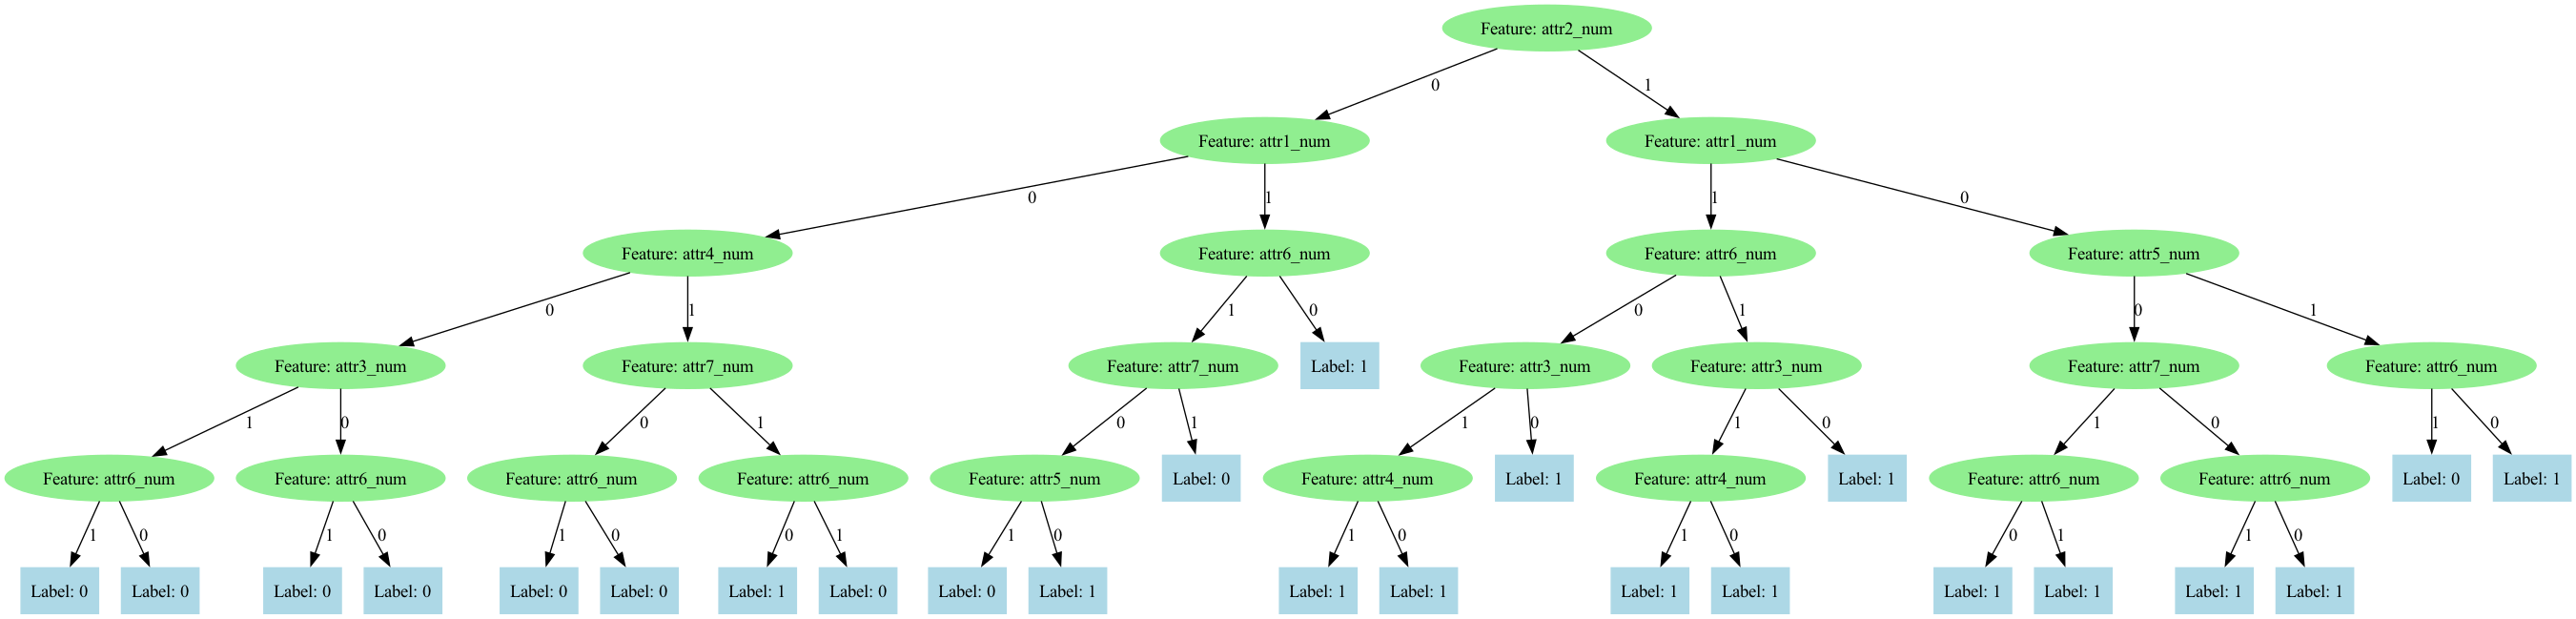 Feature: attr2_num
0
1
Feature: attr1_num
Feature: attr1_num
0
1
1
0
Feature: attr4_num
Feature: attr6_num
Feature: attr6_num
Feature: attr5_num
0
1
1
0
0
1
0
1
Feature: attr3_num
Feature: attr7_num
Feature: attr7_num
Label: 1
Feature: attr3_num
Feature: attr3_num
Feature: attr7_num
Feature: attr6_num
1
0
0
1
0
1
1
0
1
0
1
0
1
0
Feature: attr6_num
Feature: attr6_num
Feature: attr6_num
Feature: attr6_num
Feature: attr5_num
Label: 0
Feature: attr4_num
Label: 1
Feature: attr4_num
Label: 1
Feature: attr6_num
Feature: attr6_num
Label: 0
Label: 1
1
0
1
0
1
0
0
1
1
0
1
0
1
0
0
1
1
0
Label: 0
Label: 0
Label: 0
Label: 0
Label: 0
Label: 0
Label: 1
Label: 0
Label: 0
Label: 1
Label: 1
Label: 1
Label: 1
Label: 1
Label: 1
Label: 1
Label: 1
Label: 1